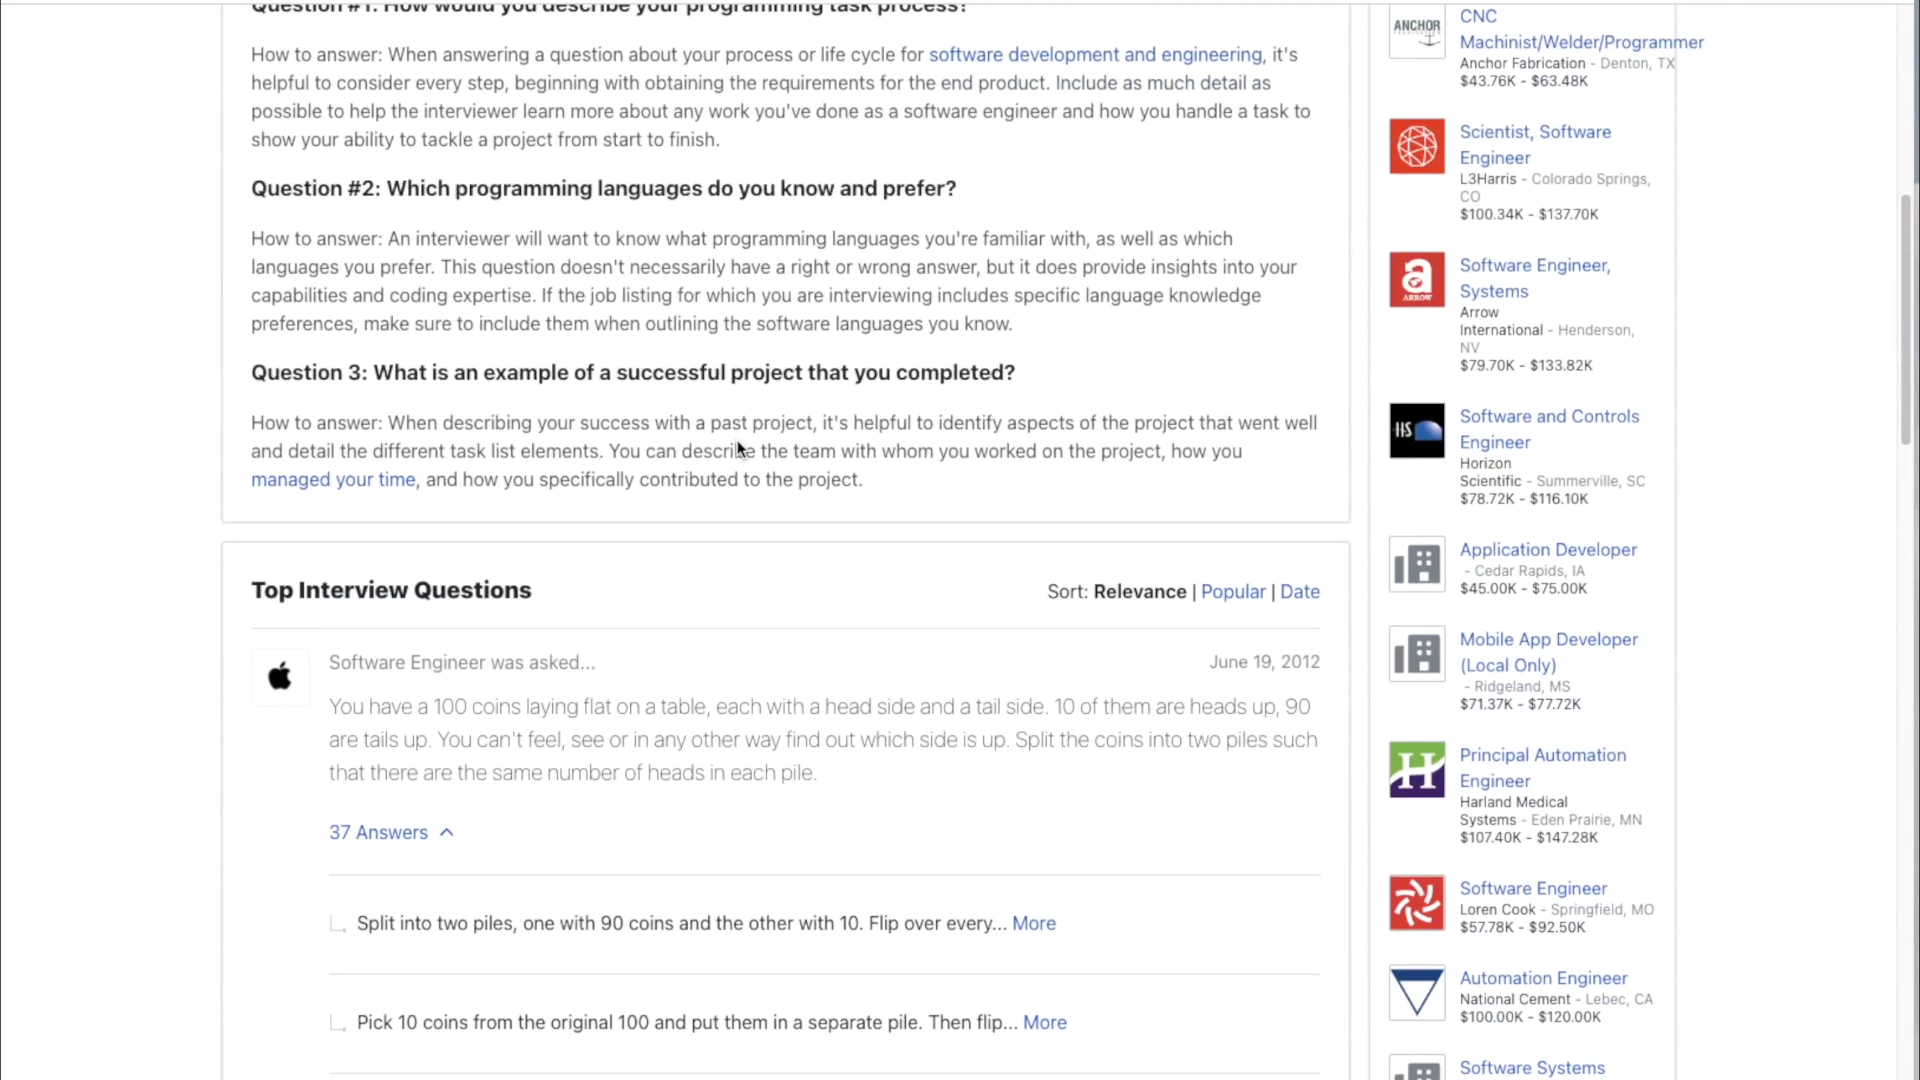 Question #1: How would you describe your programming task process?
How to answer: When answering a question about your process or life cycle for software development and engineering, it's
helpful to consider every step, beginning with obtaining the requirements for the end product. Include as much detail as
possible to help the interviewer learn more about any work you've done as a software engineer and how you handle a task to
show your ability to tackle a project from start to finish.
Question #2: Which programming languages do you know and prefer?
How to answer: An interviewer will want to know what programming languages you're familiar with, as well as which
languages you prefer. This question doesn't necessarily have a right or wrong answer, but it does provide insights into your
capabilities and coding expertise. If the job listing for which you are interviewing includes specific language knowledge
preferences, make sure to include them when outlining the software languages you know.
Question 3: What is an example of a successful project that you completed?
How to answer: When describing your success with a past project, it's helpful to identify aspects of the project that went well
and detail the different task list elements. You can describe the team with whom you worked on the project, how you
managed your time, and how you specifically contributed to the project.
Top Interview Questions
Sort: Relevance | Popular | Date
Software Engineer was asked...
June 19, 2012
You have a 100 coins laying flat on a table, each with a head side and a tail side. 10 of them are heads up, 90
are tails up. You can't feel, see or in any other way find out which side is up. Split the coins into two piles such
that there are the same number of heads in each pile.
37 Answers
Split into two piles, one with 90 coins and the other with 10. Flip over every... More
Pick 10 coins from the original 100 and put them in a separate pile. Then flip... More
ANCHOR
CNC
Machinist/Welder/Programmer
Anchor Fabrication - Denton, TX
$43.76K - $63.48K
Scientist, Software
Engineer
L3Harris - Colorado Springs,
CO
$100.34K - $137.70K
a
ARROW
Software Engineer,
Systems
Arrow
International - Henderson,
NV
$79.70K - $133.82K
HS
Software and Controls
Engineer
Horizon
Scientific - Summerville, SC
$78.72K - $116.10K
Application Developer
- Cedar Rapids, IA
$45.00K - $75.00K
Mobile App Developer
(Local Only)
- Ridgeland, MS
$71.37K - $77.72K
H
Principal Automation
Engineer
Harland Medical
Systems - Eden Prairie, MN
$107.40K - $147.28K
Software Engineer
Loren Cook - Springfield, MO
$57.78K - $92.50K
Automation Engineer
National Cement - Lebec, CA
$100.00K - $120.00K
Software Systems